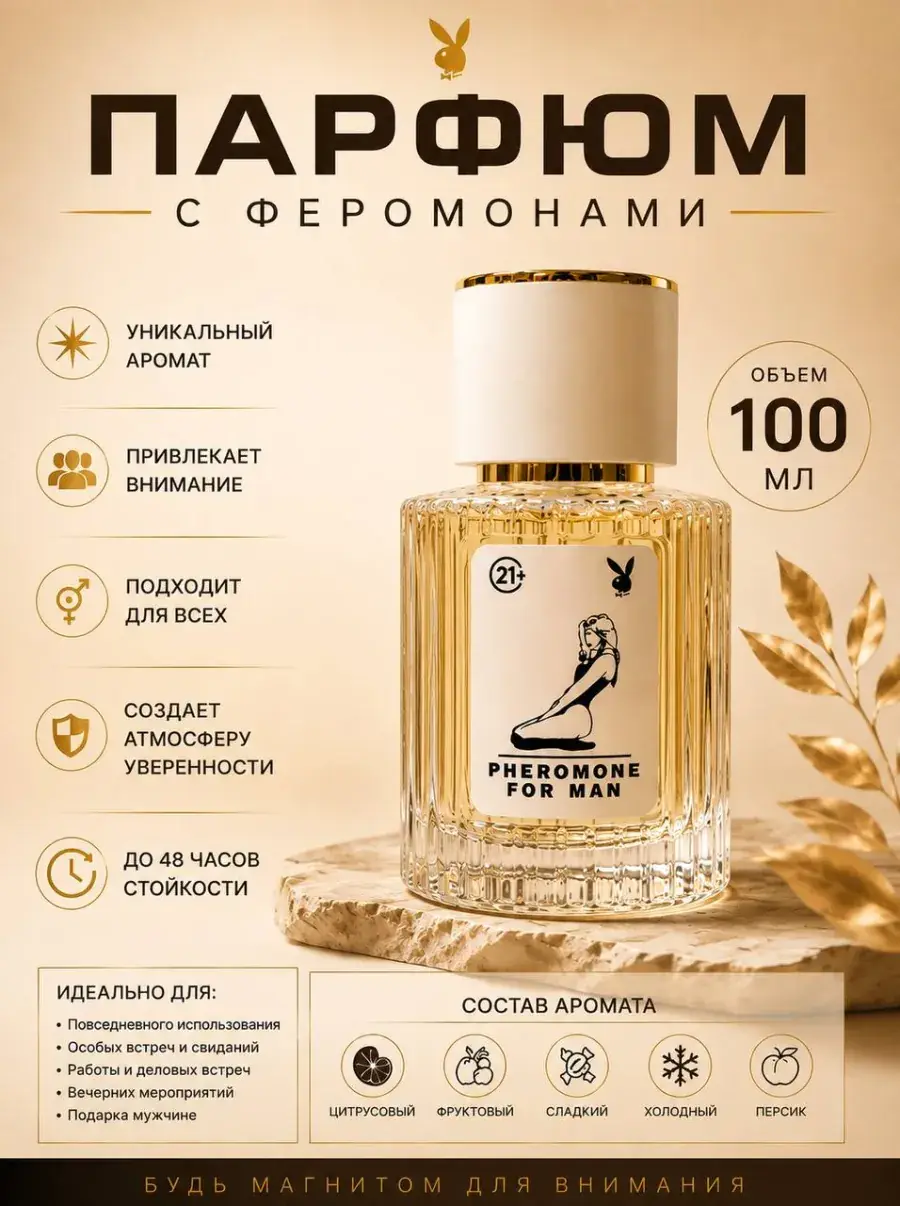 ПАРФЮМ
С ФЕРОМОНАМИ
УНИКАЛЬНЫЙ
АРОМАТ
ПРИВЛЕКАЕТ
ВНИМАНИЕ
ПОДХОДИТ
ДЛЯ ВСЕХ
СОЗДАЕТ
АТМОСФЕРУ
УВЕРЕННОСТИ
ДО 48 ЧАСОВ
СТОЙКОСТИ
ОБЪЕМ
100
МЛ
21+
PHEROMONE
FOR MAN
ИДЕАЛЬНО ДЛЯ:
• Повседневного использования
• Особых встреч и свиданий
• Работы и деловых встреч
• Вечерних мероприятий
• Подарка мужчине
СОСТАВ АРОМАТА
ЦИТРУСОВЫЙ
ФРУКТОВЫЙ
СЛАДКИЙ
ХОЛОДНЫЙ
ПЕРСИК
БУДЬ МАГНИТОМ ДЛЯ ВНИМАНИЯ